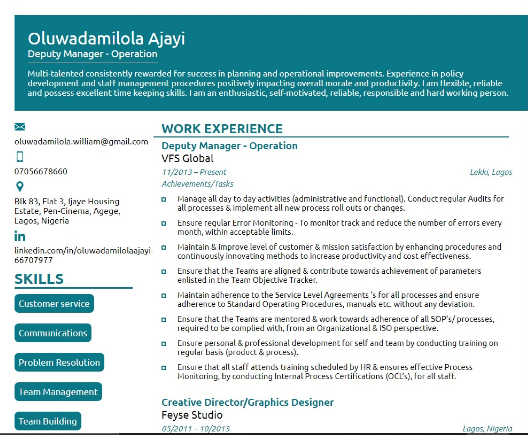 Oluwadamilola Ajayi
Deputy Manager - Operation
Multi-talented consistently rewarded for success in planning and operational improvements. Experience in policy
development and staff management procedures positively impacting overall morale and productivity. I am flexible, reliable
and possess excellent time keeping skills. I am an enthusiastic, self-motivated, reliable, responsible and hard working person.
oluwadamilola.william@gmail.com
07056678660
Blk 83, Flat 3, Ijaye Housing
Estate, Pen-Cinema, Agege,
Lagos, Nigeria
linkedin.com/in/oluwadamilolaajayi-
66707977
SKILLS
Customer service
Communications
Problem Resolution
Team Management
Team Building
WORK EXPERIENCE
Deputy Manager - Operation
VFS Global
11/2013 – Present
Lekki, Lagos
Achievements/Tasks
Manage all day to day activities (administrative and functional). Conduct regular Audits for
all processes & implement all new process roll outs or changes.
Ensure regular Error Monitoring - To monitor track and reduce the number of errors every
month, within acceptable limits.
Maintain & improve level of customer & mission satisfaction by enhancing procedures and
continuously innovating methods to increase productivity and cost effectiveness.
Ensure that the Teams are aligned & contribute towards achievement of parameters
enlisted in the Team Objective Tracker.
Maintain adherence to the Service Level Agreements 's for all processes and ensure
adherence to Standard Operating Procedures, manuals etc. without any deviation.
Ensure that the Teams are mentored & work towards adherence of all SOP's/ processes,
required to be complied with, from an Organizational & ISO perspective.
Ensure personal & professional development for self and team by conducting training on
regular basis (product & process).
Ensure that all staff attends training scheduled by HR & ensures effective Process
Monitoring, by conducting Internal Process Certifications (OCL's), for all staff.
Creative Director/Graphics Designer
Feyse Studio
05/2011 – 10/2013
Lagos, Nigeria